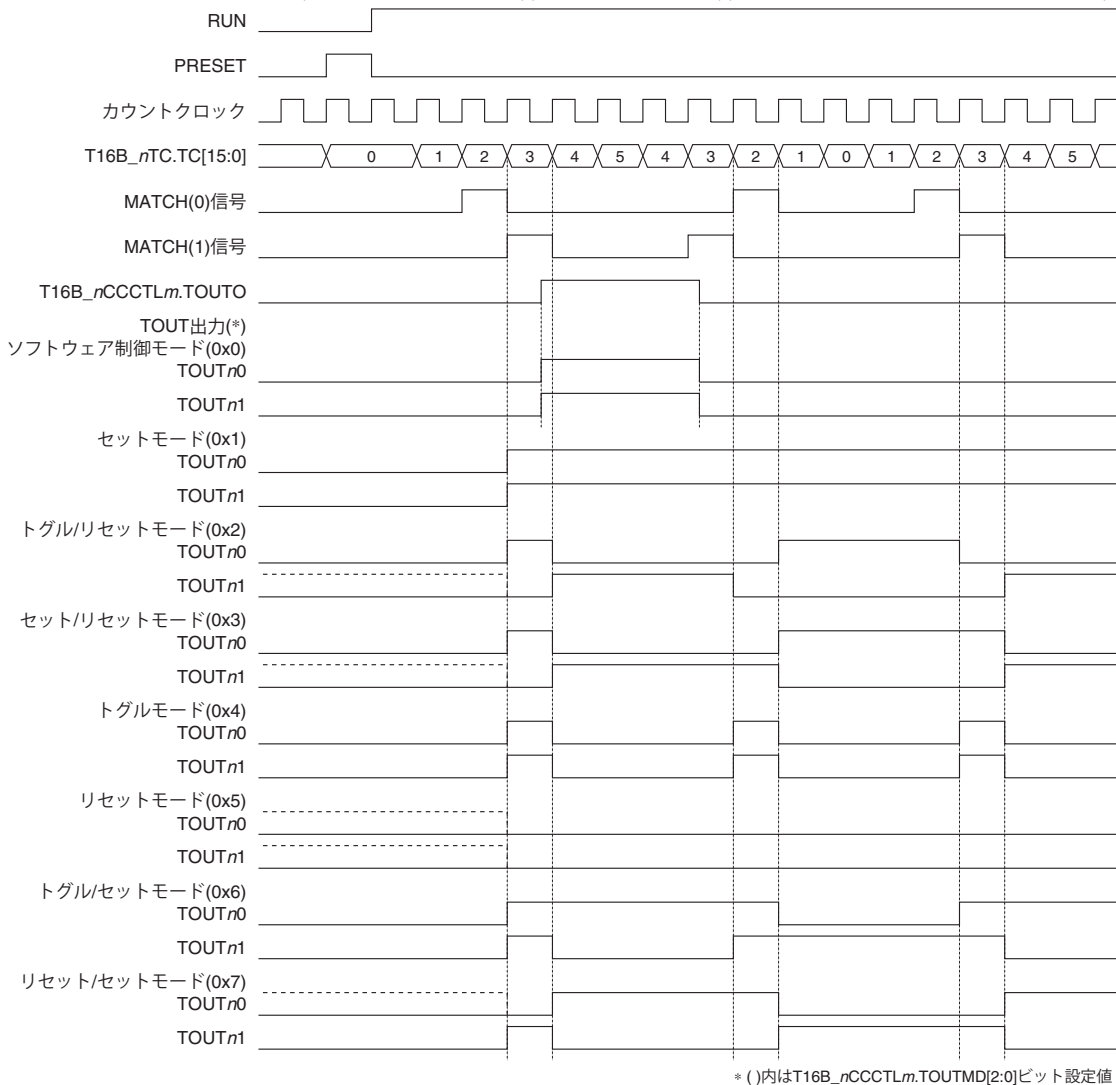 RUN
PRESET
カウントクロック
T16B_nTC.TC[15:0] 0 1 2 3 4 5 4 3 2 1 0 1 2 3 4 5
MATCH(0)信号
MATCH(1)信号
T16B_nCCCTLm.TOUTO
TOUT出力(*)
ソフトウェア制御モード(0x0)
TOUTn0
TOUTn1
セットモード(0x1)
TOUTn0
TOUTn1
トグル/リセットモード(0x2)
TOUTn0
TOUTn1
セット/リセットモード(0x3)
TOUTn0
TOUTn1
トグルモード(0x4)
TOUTn0
TOUTn1
リセットモード(0x5)
TOUTn0
TOUTn1
トグル/セットモード(0x6)
TOUTn0
TOUTn1
リセット/セットモード(0x7)
TOUTn0
TOUTn1
* ( )内はT16B_nCCCTLm.TOUTMD[2:0]ビット設定値